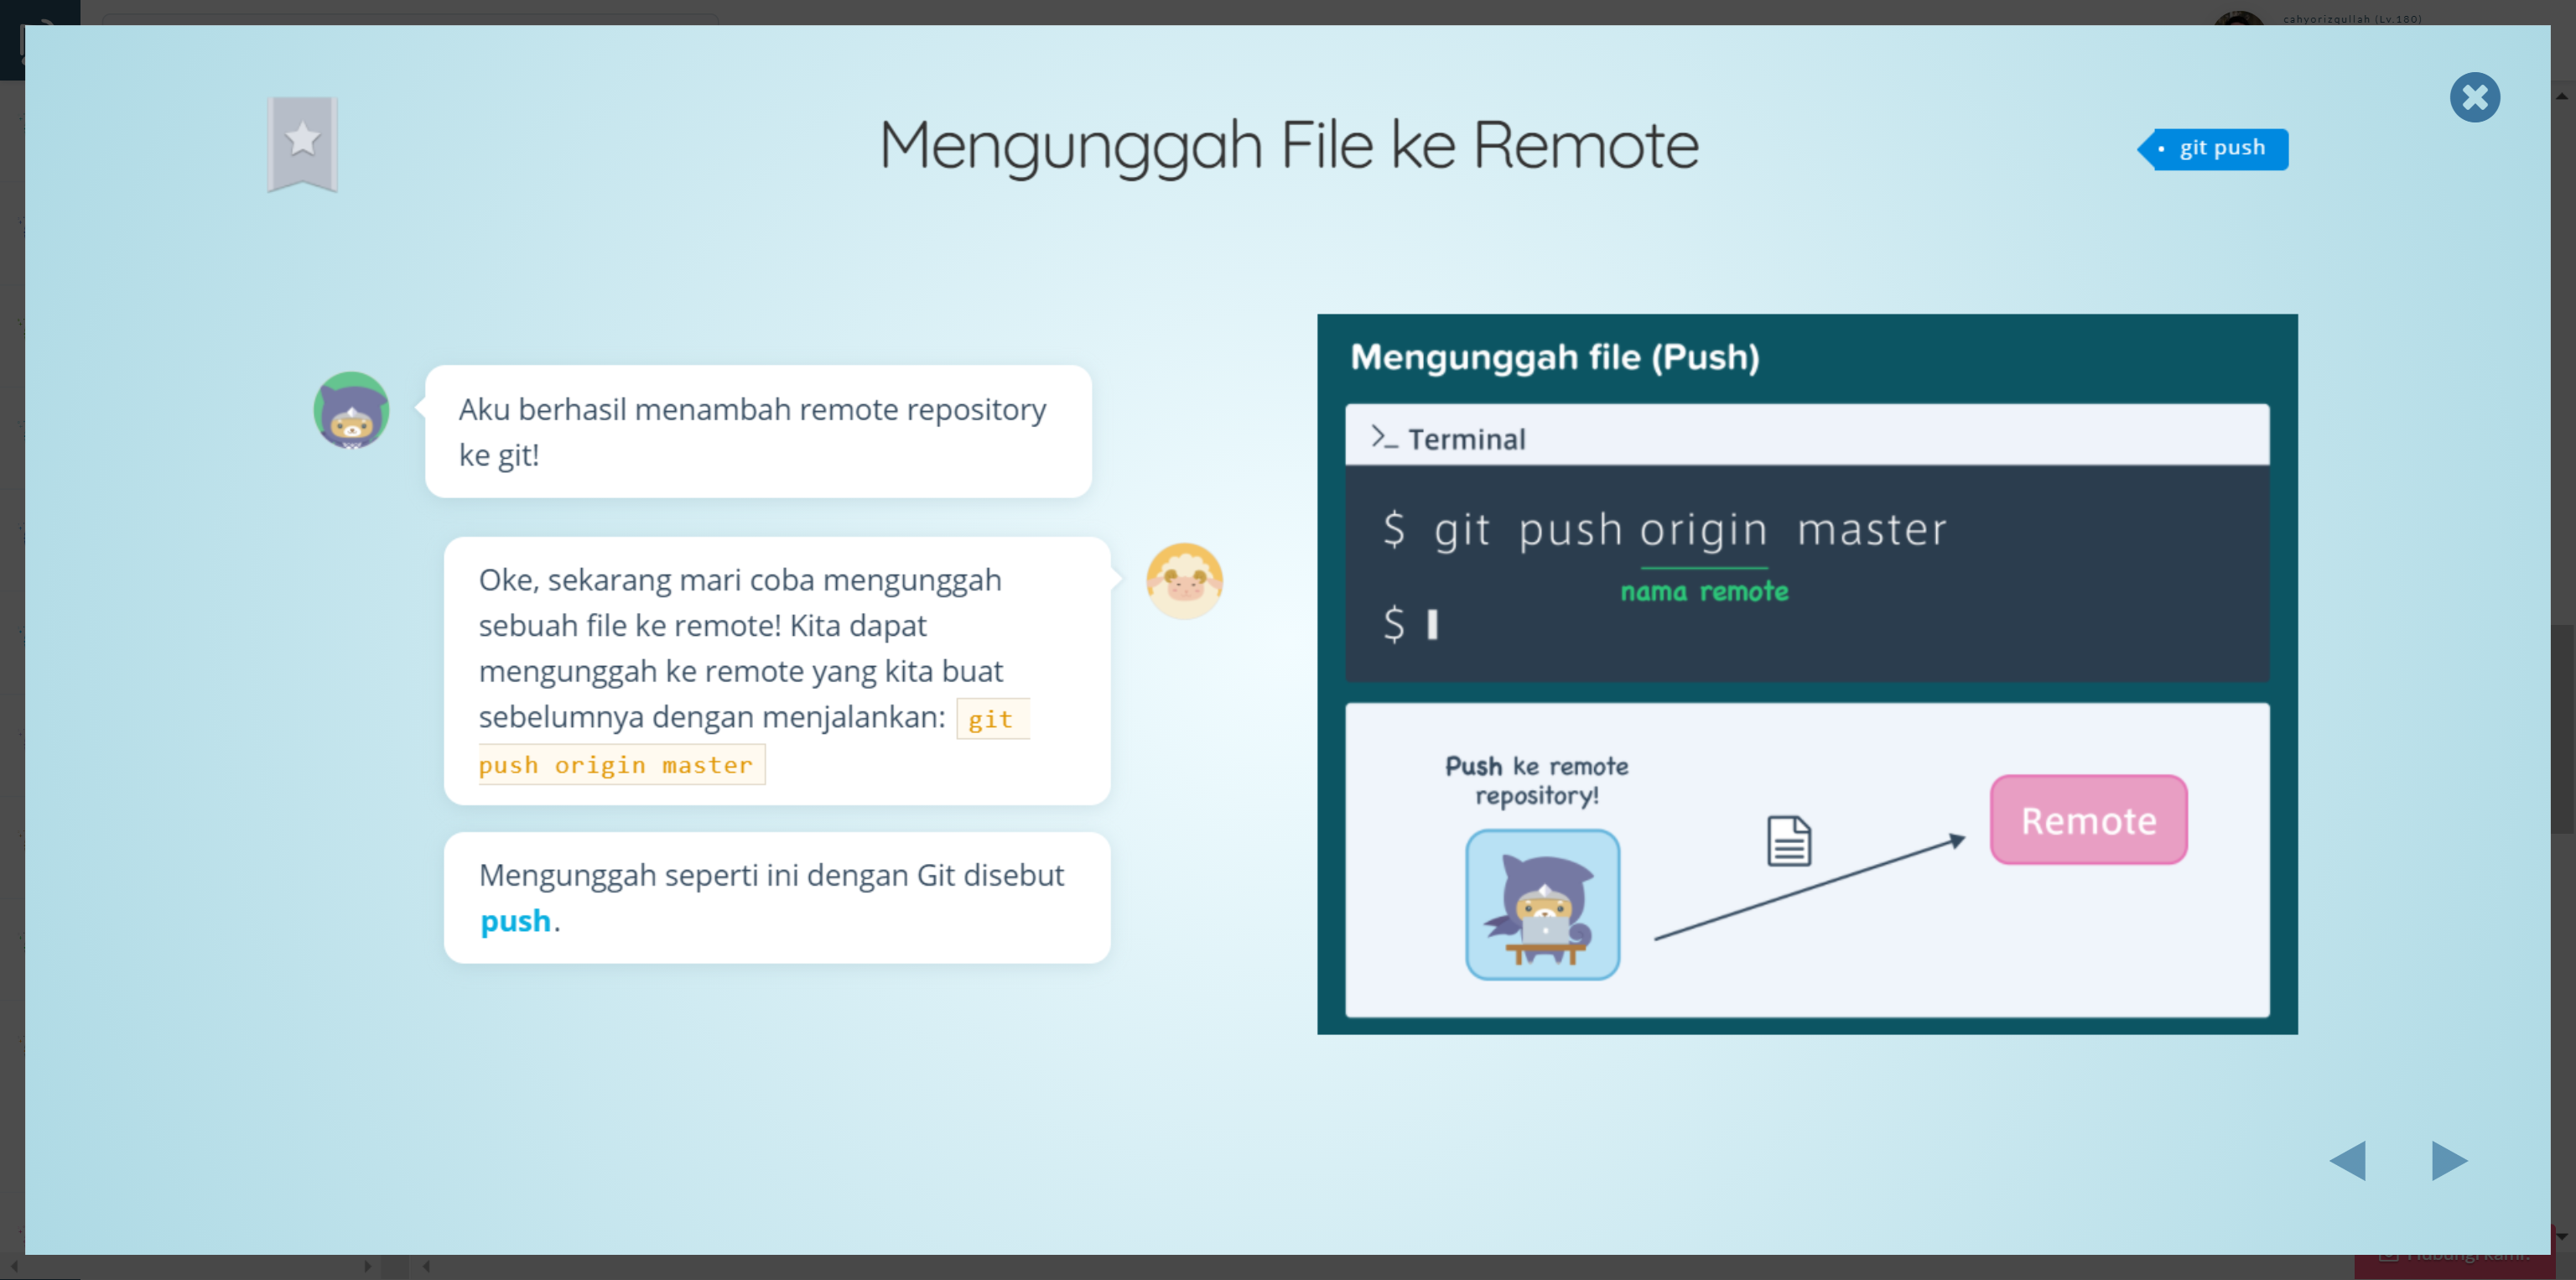 cahyorizqullah (Lv.180)
Mengunggah File ke Remote
• git push
Aku berhasil menambah remote repository
ke git!
Oke, sekarang mari coba mengunggah
sebuah file ke remote! Kita dapat
mengunggah ke remote yang kita buat
sebelumnya dengan menjalankan: git
push origin master
Mengunggah seperti ini dengan Git disebut
push.
Mengunggah file (Push)
>_ Terminal
$ git push origin master
nama remote
$
Push ke remote
repository!
Remote
Hubungi kami!